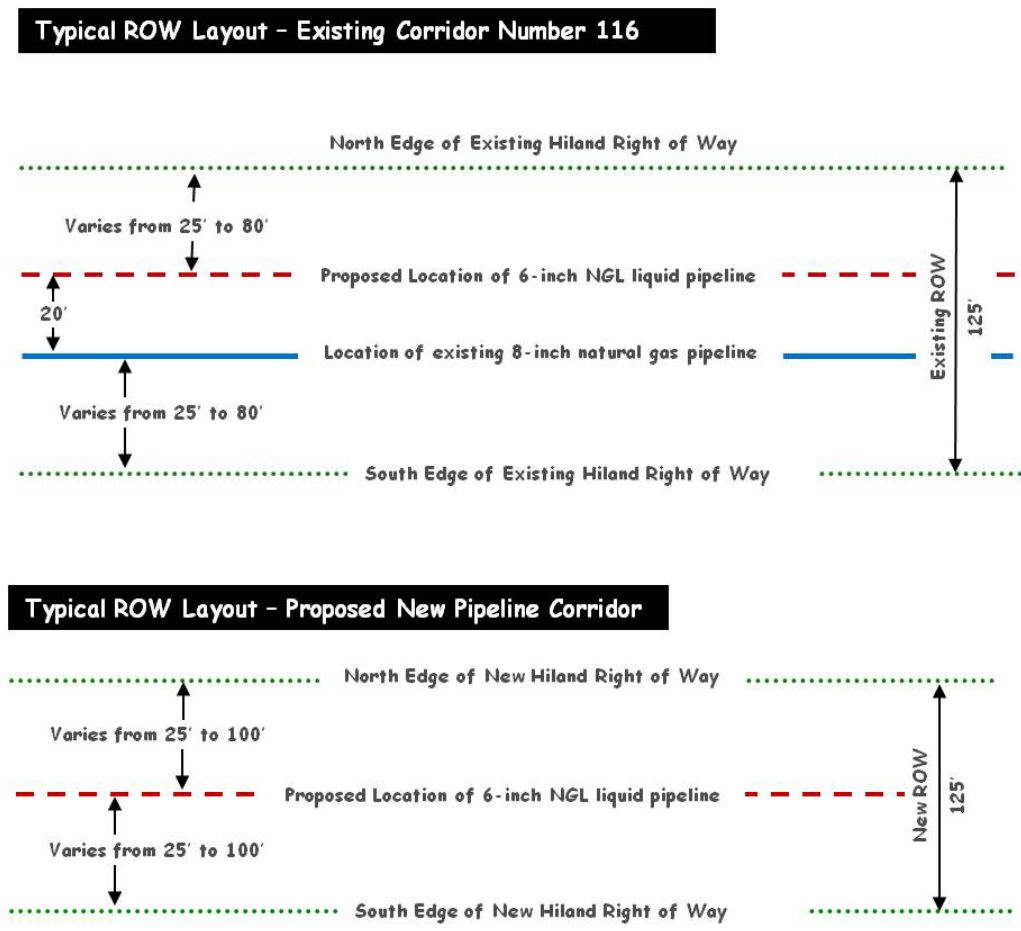 Typical ROW Layout – Existing Corridor Number 116
North Edge of Existing Hiland Right of Way
Varies from 25' to 80'
Proposed Location of 6-inch NGL liquid pipeline
20'
Location of existing 8-inch natural gas pipeline
Existing ROW
125'
Varies from 25' to 80'
South Edge of Existing Hiland Right of Way
Typical ROW Layout – Proposed New Pipeline Corridor
North Edge of New Hiland Right of Way
Varies from 25' to 100'
Proposed Location of 6-inch NGL liquid pipeline
New ROW
125'
Varies from 25' to 100'
South Edge of New Hiland Right of Way